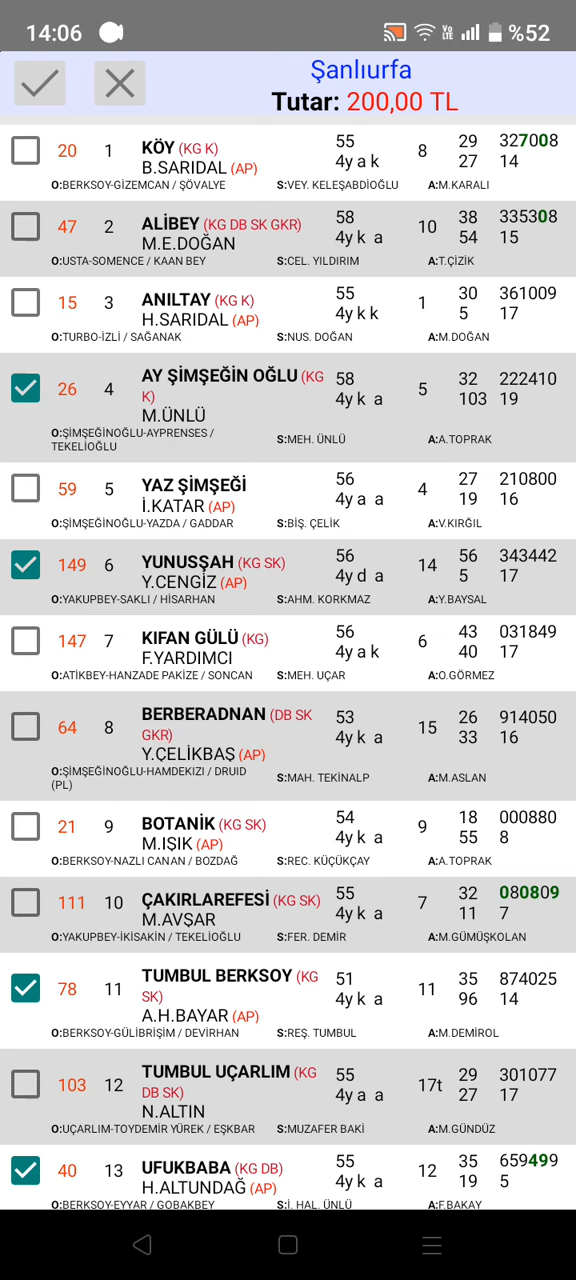 14:06 Vo LTE %52
Şanlıurfa
Tutar: 200,00 TL
20 1 KÖY (KG K) 55 8 29 327008
B.SARIDAL (AP) 4y a k 27 14
O:BERKSOY-GİZEMCAN / ŞÖVALYE S:VEY. KELEŞABDİOĞLU A:M.KARALI
47 2 ALİBEY (KG DB SK GKR) 58 10 38 335308
M.E.DOĞAN 4y k a 54 15
O:USTA-SOMENCE / KAAN BEY S:CEL. YILDIRIM A:T.ÇİZİK
15 3 ANILTAY (KG K) 55 1 30 361009
H.SARIDAL (AP) 4y k k 5 17
O:TURBO-İZLİ / SAĞANAK S:NUS. DOĞAN A:M.DOĞAN
26 4 AY ŞİMŞEĞİN OĞLU (KG 58 5 32 222410
K) 4y k a 103 19
M.ÜNLÜ
O:ŞİMŞEĞİNOĞLU-AYPRENSES / S:MEH. ÜNLÜ A:A.TOPRAK
TEKELİOĞLU
59 5 YAZ ŞİMŞEĞİ 56 4 27 210800
İ.KATAR (AP) 4y a a 19 16
O:ŞİMŞEĞİNOĞLU-YAZDA / GADDAR S:BİŞ. ÇELİK A:V.KIRĞIL
149 6 YUNUSŞAH (KG SK) 56 14 56 343442
Y.CENGİZ (AP) 4y d a 5 17
O:YAKUPBEY-SAKLI / HİSARHAN S:AHM. KORKMAZ A:Y.BAYSAL
147 7 KIFAN GÜLÜ (KG) 56 6 43 031849
F.YARDIMCI 4y a k 40 17
O:ATİKBEY-HANZADE PAKİZE / SONCAN S:MEH. UÇAR A:O.GÖRMEZ
64 8 BERBERADNAN (DB SK 53 15 26 914050
GKR) 4y k a 33 16
Y.ÇELİKBAŞ (AP)
O:ŞİMŞEĞİNOĞLU-HAMDEKIZI / DRUID S:MAH. TEKİNALP A:M.ASLAN
(PL)
21 9 BOTANİK (KG SK) 54 9 18 000880
M.IŞIK (AP) 4y k a 55 8
O:BERKSOY-NAZLI CANAN / BOZDAĞ S:REC. KÜÇÜKÇAY A:A.TOPRAK
111 10 ÇAKIRLAREFESİ (KG SK) 55 7 32 080809
M.AVŞAR 4y k a 11 7
O:YAKUPBEY-İKİSAKİN / TEKELİOĞLU S:FER. DEMİR A:M.GÜMÜŞKOLAN
78 11 TUMBUL BERKSOY (KG 51 11 35 874025
SK) 4y k a 96 14
A.H.BAYAR (AP)
O:BERKSOY-GÜLİBRİŞİM / DEVİRHAN S:REŞ. TUMBUL A:M.DEMİROL
103 12 TUMBUL UÇARLIM (KG 55 17t 29 301077
DB SK) 4y a a 27 17
N.ALTIN
O:UÇARLIM-TOYDEMİR YÜREK / EŞKBAR S:MUZAFER BAKİ A:M.GÜNDÜZ
40 13 UFUKBABA (KG DB) 55 12 35 659499
H.ALTUNDAĞ (AP) 4y k a 19 5
O:BERKSOY-EYYAR / GOBAKBEY S:İ. HAL. ÜNLÜ A:F.BAKAY